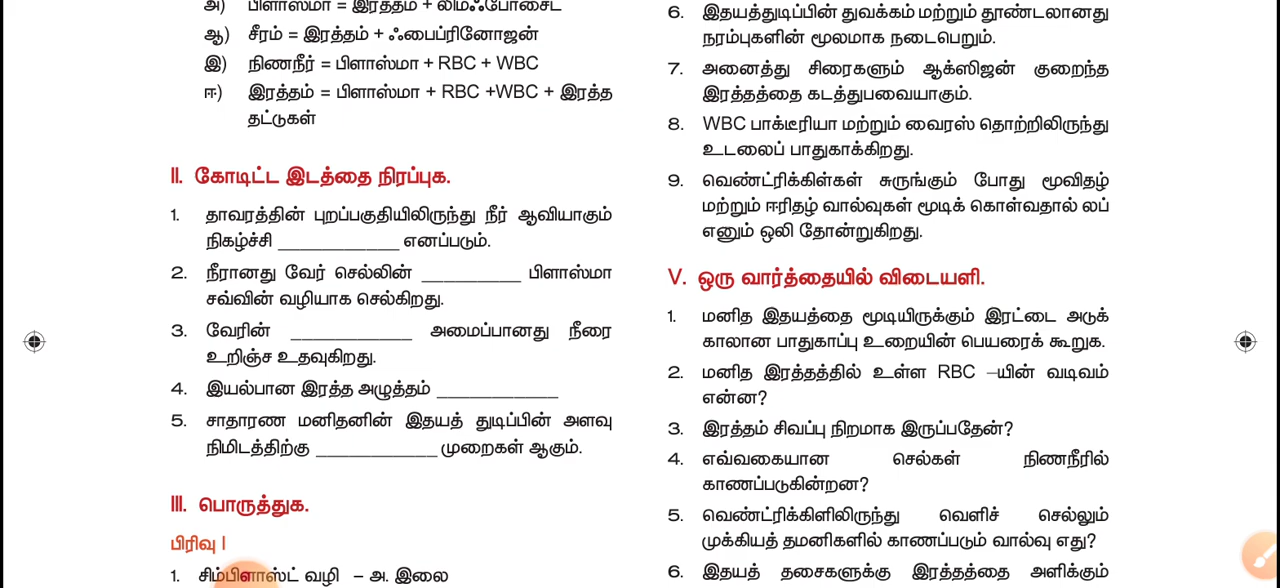 அ) பிளாஸ்மா = இரத்தம் + லிம்ஃபோசைட்
ஆ) சீரம் = இரத்தம் + ஃபைப்ரினோஜன்
இ) நிணநீர் = பிளாஸ்மா + RBC + WBC
ஈ) இரத்தம் = பிளாஸ்மா + RBC +WBC + இரத்த
தட்டுகள்
II. கோடிட்ட இடத்தை நிரப்புக.
1. தாவரத்தின் புறப்பகுதியிலிருந்து நீர் ஆவியாகும்
நிகழ்ச்சி ____________ எனப்படும்.
2. நீரானது வேர் செல்லின் __________ பிளாஸ்மா
சவ்வின் வழியாக செல்கிறது.
3. வேரின் ____________ அமைப்பானது நீரை
உறிஞ்ச உதவுகிறது.
4. இயல்பான இரத்த அழுத்தம் ____________
5. சாதாரண மனிதனின் இதயத் துடிப்பின் அளவு
நிமிடத்திற்கு ____________ முறைகள் ஆகும்.
III. பொருத்துக.
பிரிவு I
1. சிம்பிளாஸ்ட் வழி – அ. இலை
6. இதயத்துடிப்பின் துவக்கம் மற்றும் தூண்டலானது
நரம்புகளின் மூலமாக நடைபெறும்.
7. அனைத்து சிரைகளும் ஆக்ஸிஜன் குறைந்த
இரத்தத்தை கடத்துபவையாகும்.
8. WBC பாக்டீரியா மற்றும் வைரஸ் தொற்றிலிருந்து
உடலைப் பாதுகாக்கிறது.
9. வெண்ட்ரிக்கிள்கள் சுருங்கும் போது மூவிதழ்
மற்றும் ஈரிதழ் வால்வுகள் மூடிக் கொள்வதால் லப்
எனும் ஒலி தோன்றுகிறது.
V. ஒரு வார்த்தையில் விடையளி.
1. மனித இதயத்தை மூடியிருக்கும் இரட்டை அடுக்
காலான பாதுகாப்பு உறையின் பெயரைக் கூறுக.
2. மனித இரத்தத்தில் உள்ள RBC –யின் வடிவம்
என்ன?
3. இரத்தம் சிவப்பு நிறமாக இருப்பதேன்?
4. எவ்வகையான செல்கள் நிணநீரில்
காணப்படுகின்றன?
5. வெண்ட்ரிக்கிளிலிருந்து வெளிச் செல்லும்
முக்கியத் தமனிகளில் காணப்படும் வால்வு எது?
6. இதயத் தசைகளுக்கு இரத்தத்தை அளிக்கும்